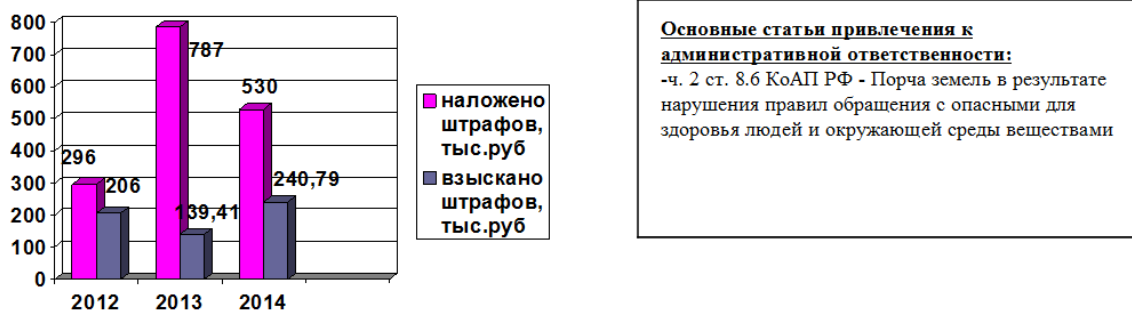 800
700
600
500
400
300
200
100
0
296
206
787
139,41
530
240,79
2012
2013
2014
наложено
штрафов,
тыс.руб
взыскано
штрафов,
тыс.руб
Основные статьи привлечения к
административной ответственности:
-ч. 2 ст. 8.6 КоАП РФ - Порча земель в результате
нарушения правил обращения с опасными для
здоровья людей и окружающей среды веществами